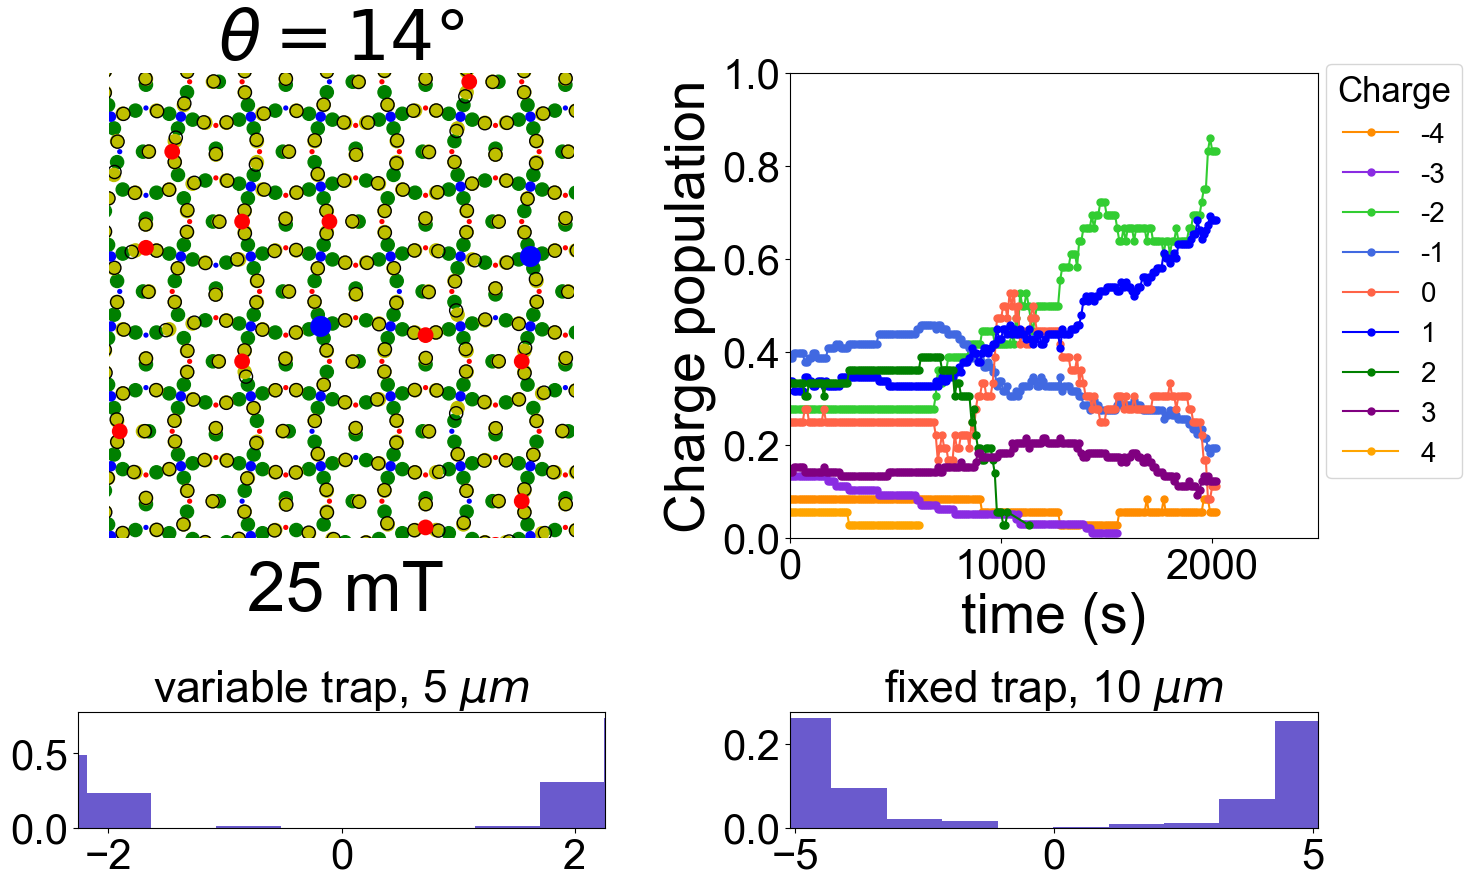 θ = 14°
25 mT
Charge population
1.0
0.8
0.6
0.4
0.2
0.0
0 1000 2000
time (s)
Charge
-4
-3
-2
-1
0
1
2
3
4
variable trap, 5 μm
0.5
0.0
−2 0 2
fixed trap, 10 μm
0.2
0.0
−5 0 5